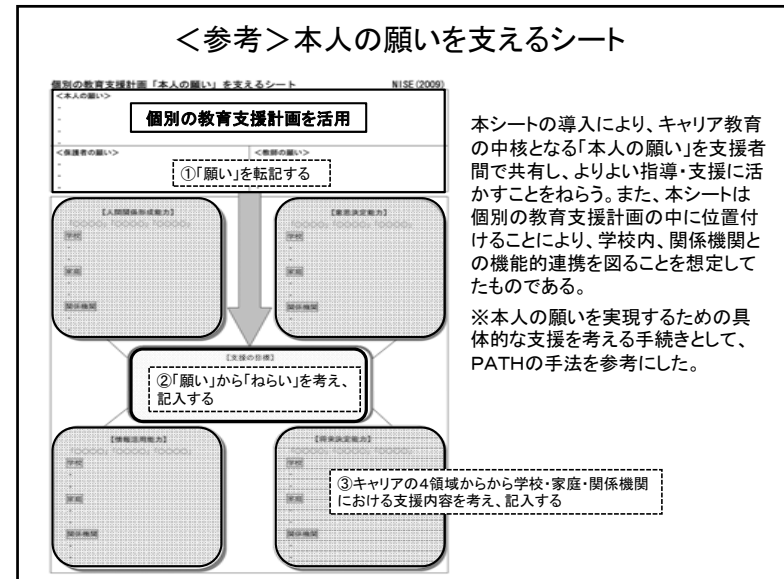 ＜参考＞本人の願いを支えるシート
個別の教育支援計画「本人の願い」を支えるシート NISE(2009)
＜本人の願い＞
個別の教育支援計画を活用
＜保護者の願い＞ ＜教師の願い＞
①「願い」を転記する
【人間関係形成能力】
「○○○○」「○○○○」「○○○○」
学校
家庭
関係機関
【意思決定能力】
「○○○○」「○○○○」「○○○○」
学校
家庭
関係機関
【支援の指標】
②「願い」から「ねらい」を考え、
記入する
【情報活用能力】
「○○○○」「○○○○」「○○○○」
学校
家庭
関係機関
【将来決定能力】
「○○○○」「○○○○」「○○○○」
学校
③キャリアの４領域からから学校・家庭・関係機関
における支援内容を考え、記入する
家庭
関係機関
本シートの導入により、キャリア教育
の中核となる「本人の願い」を支援者
間で共有し、よりよい指導・支援に活
かすことをねらう。また、本シートは
個別の教育支援計画の中に位置付
けることにより、学校内、関係機関と
の機能的連携を図ることを想定して
たものである。
※本人の願いを実現するための具
体的な支援を考える手続きとして、
ＰＡＴＨの手法を参考にした。